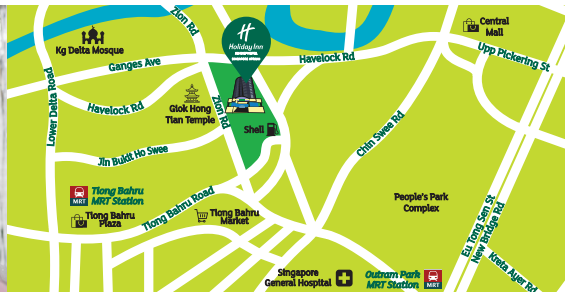 Zion Rd
Kg Delta Mosque
Ganges Ave
Lower Delta Road
Havelock Rd
Giok Hong
Tian Temple
Zion Rd
H
Holiday Inn
Havelock Rd
Central
Mall
Upp Pickering St
Shell
Chin Swee Rd
Jln Bukit Ho Swee
MRT
Tiong Bahru
MRT Station
Tiong Bahru
Plaza
Tiong Bahru Road
Tiong Bahru
Market
People's Park
Complex
Eu Tong Sen St
New Bridge Rd
Kreta Ayer Rd
Singapore
General Hospital
Outram Park
MRT Station
MRT